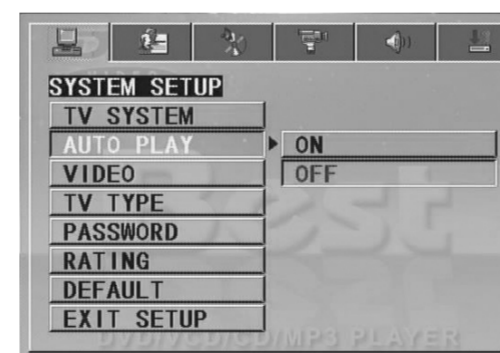 SYSTEM SETUP
TV SYSTEM
AUTO PLAY
ON
VIDEO
OFF
TV TYPE
PASSWORD
RATING
DEFAULT
EXIT SETUP
Best
DVD/VCD/CD/MP3 PLAYER